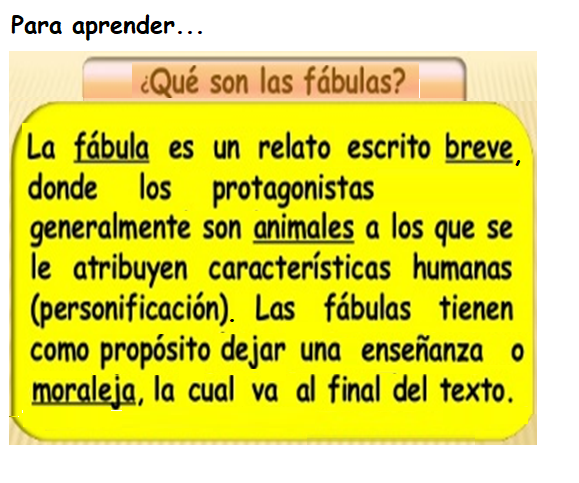 Para aprender...
¿Qué son las fábulas?
La fábula es un relato escrito breve,
donde los protagonistas
generalmente son animales a los que se
le atribuyen características humanas
(personificación). Las fábulas tienen
como propósito dejar una enseñanza o
moraleja, la cual va al final del texto.